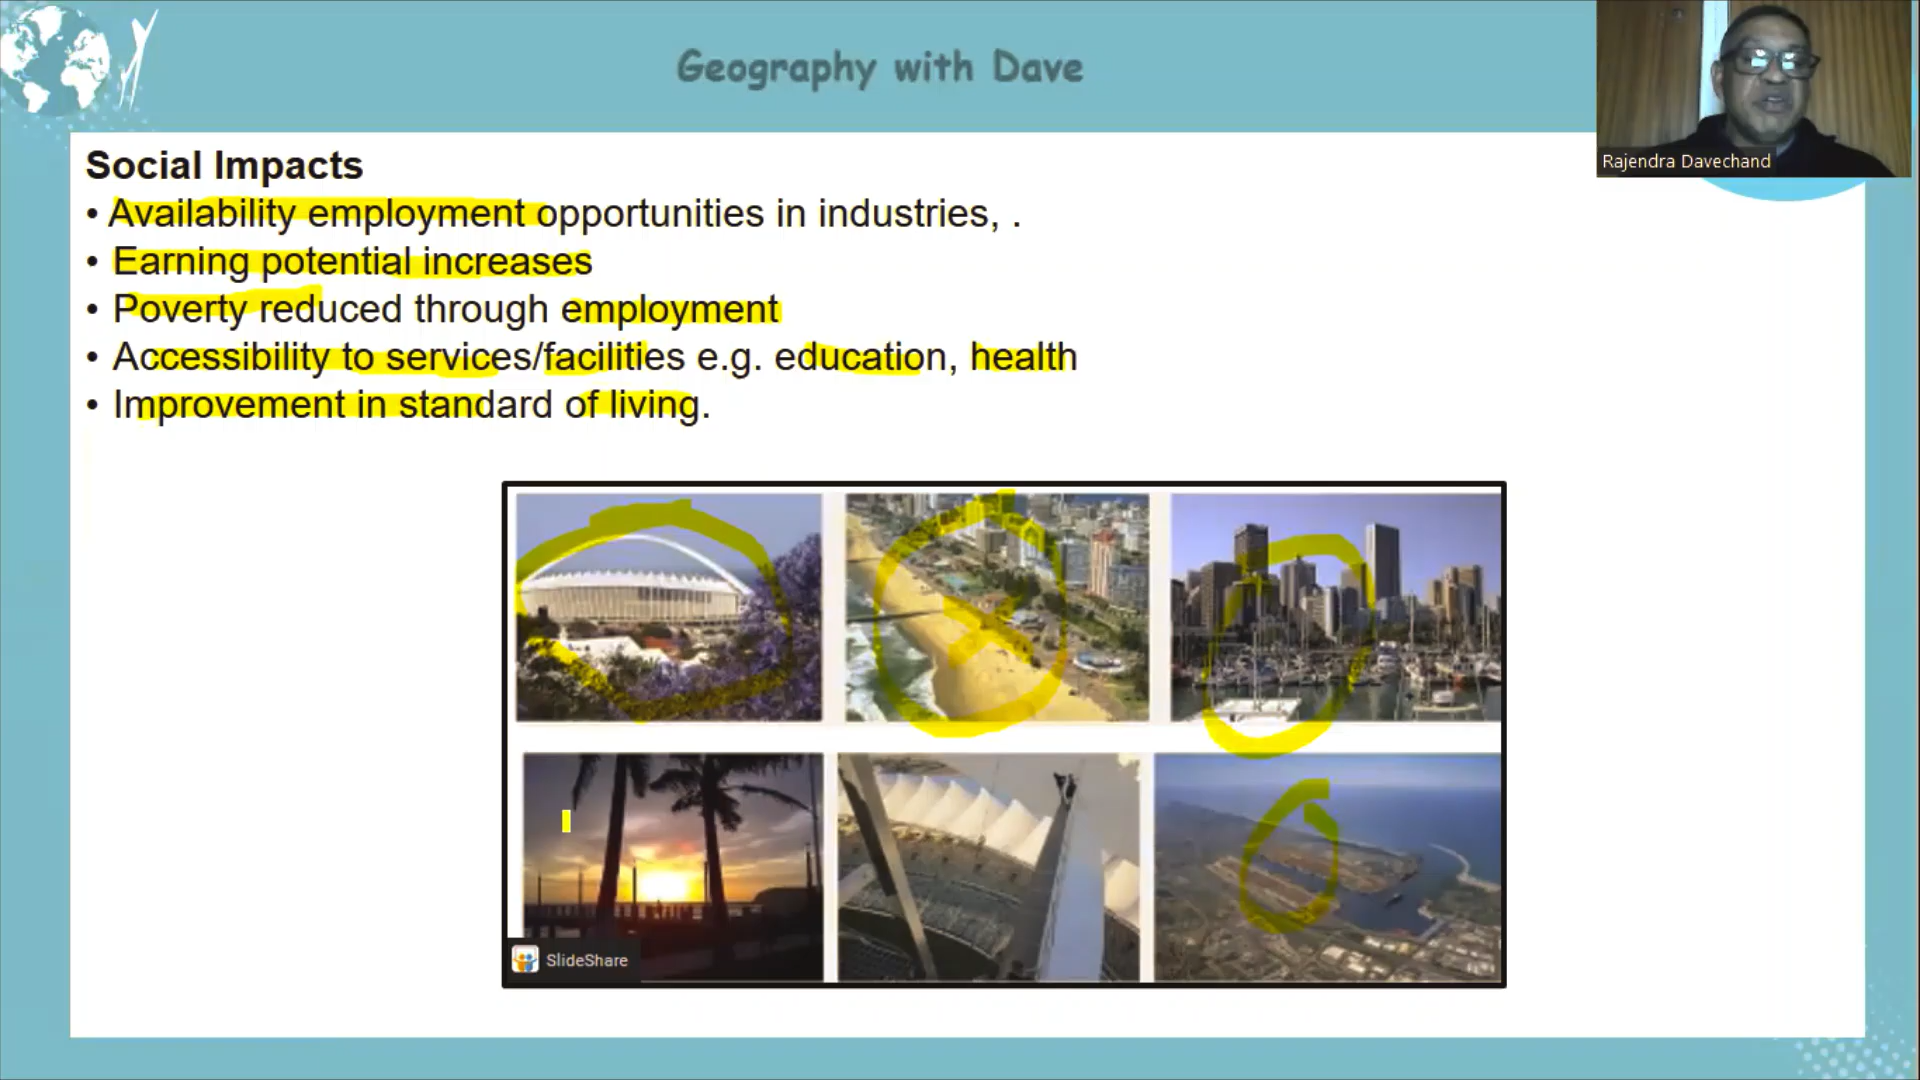 Geography with Dave
Rajendra Davechand
Social Impacts
• Availability employment opportunities in industries, .
• Earning potential increases
• Poverty reduced through employment
• Accessibility to services/facilities e.g. education, health
• Improvement in standard of living.
SlideShare